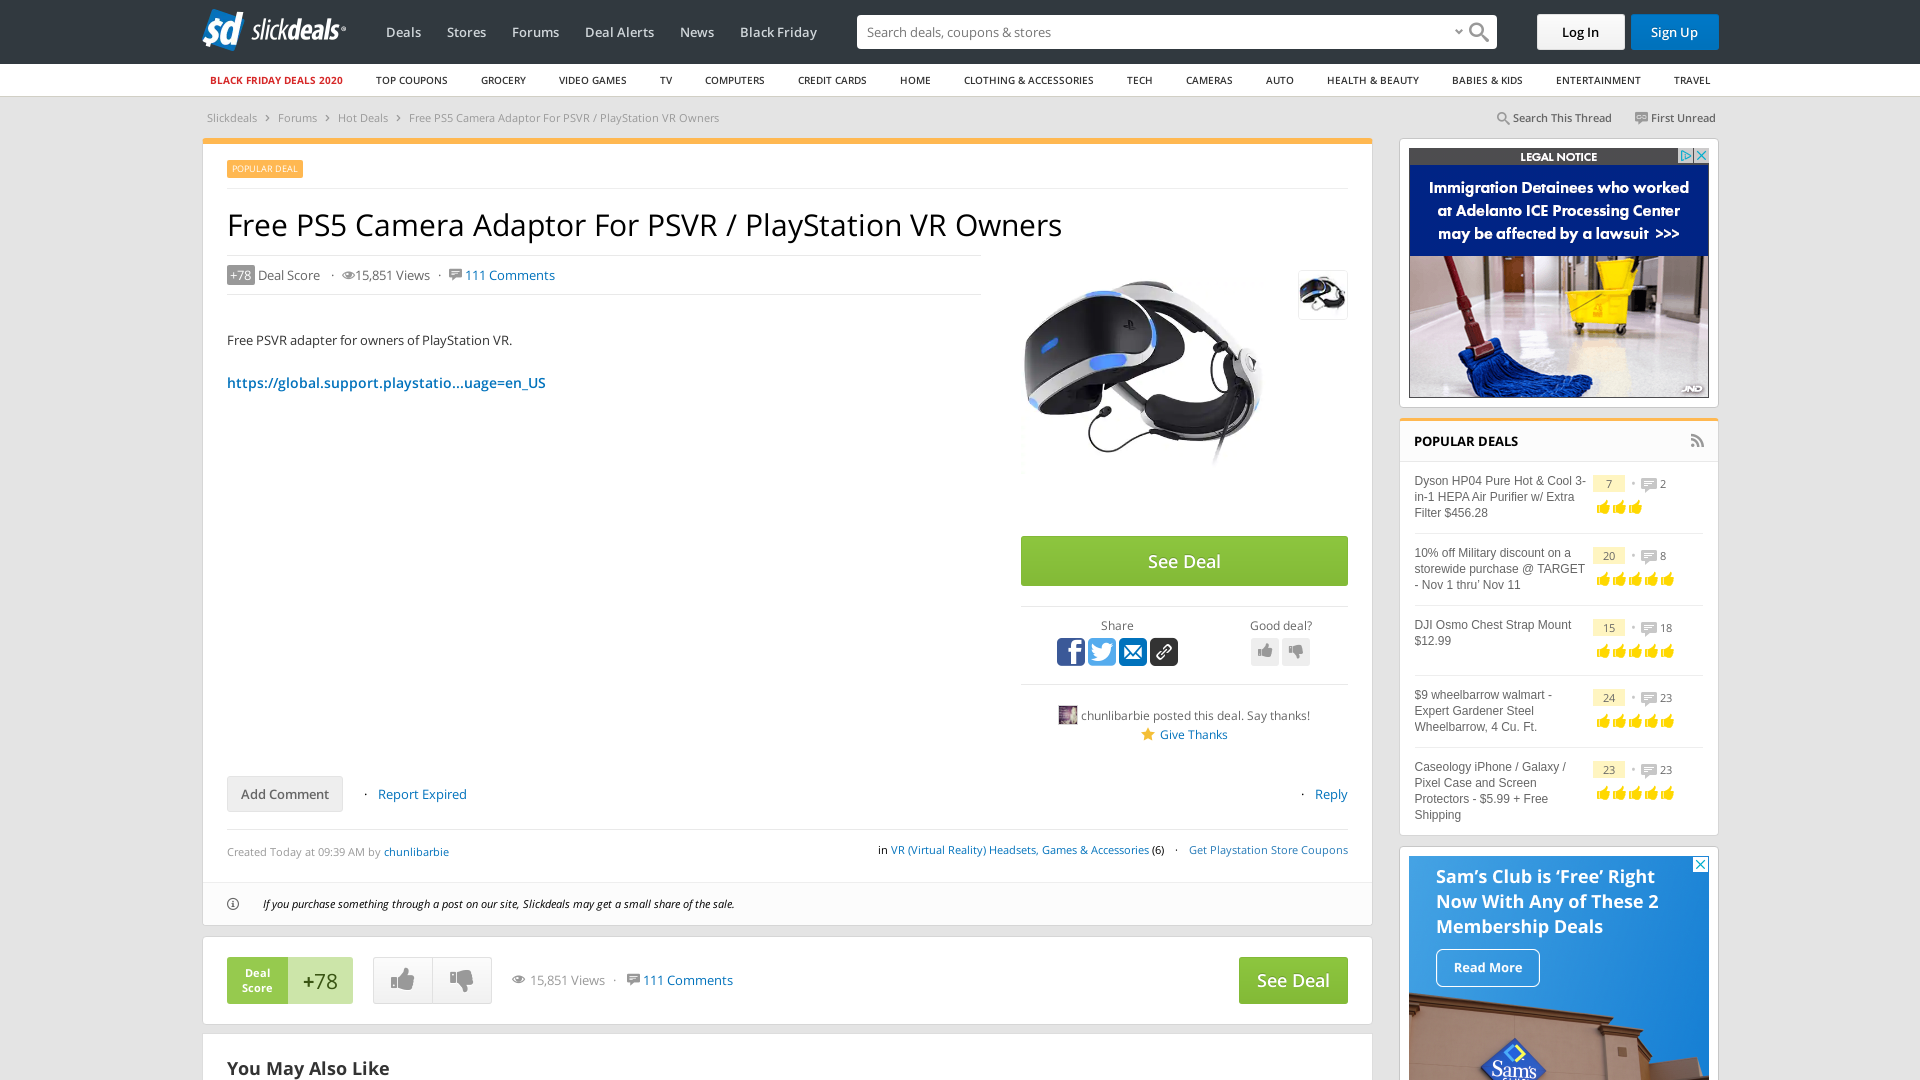 slickdeals
Deals
Stores
Forums
Deal Alerts
News
Black Friday
Search deals, coupons & stores
Log In
Sign Up
BLACK FRIDAY DEALS 2020
TOP COUPONS
GROCERY
VIDEO GAMES
TV
COMPUTERS
CREDIT CARDS
HOME
CLOTHING & ACCESSORIES
TECH
CAMERAS
AUTO
HEALTH & BEAUTY
BABIES & KIDS
ENTERTAINMENT
TRAVEL
Slickdeals > Forums > Hot Deals > Free PS5 Camera Adaptor For PSVR / PlayStation VR Owners
Search This Thread
First Unread
POPULAR DEAL
Free PS5 Camera Adaptor For PSVR / PlayStation VR Owners
+78 Deal Score · 15,851 Views · 111 Comments
Free PSVR adapter for owners of PlayStation VR.
https://global.support.playstatio...uage=en_US
See Deal
Share
Good deal?
chunlibarbie posted this deal. Say thanks!
Give Thanks
Add Comment
· Report Expired
· Reply
Created Today at 09:39 AM by chunlibarbie
in VR (Virtual Reality) Headsets, Games & Accessories (6) · Get Playstation Store Coupons
If you purchase something through a post on our site, Slickdeals may get a small share of the sale.
Deal
Score
+78
15,851 Views · 111 Comments
See Deal
You May Also Like
LEGAL NOTICE
Immigration Detainees who worked
at Adelanto ICE Processing Center
may be affected by a lawsuit >>>
JND
POPULAR DEALS
Dyson HP04 Pure Hot & Cool 3-
in-1 HEPA Air Purifier w/ Extra
Filter $456.28
7 • 2
10% off Military discount on a
storewide purchase @ TARGET
- Nov 1 thru' Nov 11
20 • 8
DJI Osmo Chest Strap Mount
$12.99
15 • 18
$9 wheelbarrow walmart -
Expert Gardener Steel
Wheelbarrow, 4 Cu. Ft.
24 • 23
Caseology iPhone / Galaxy /
Pixel Case and Screen
Protectors - $5.99 + Free
Shipping
23 • 23
Sam's Club is 'Free' Right
Now With Any of These 2
Membership Deals
Read More
Sam's